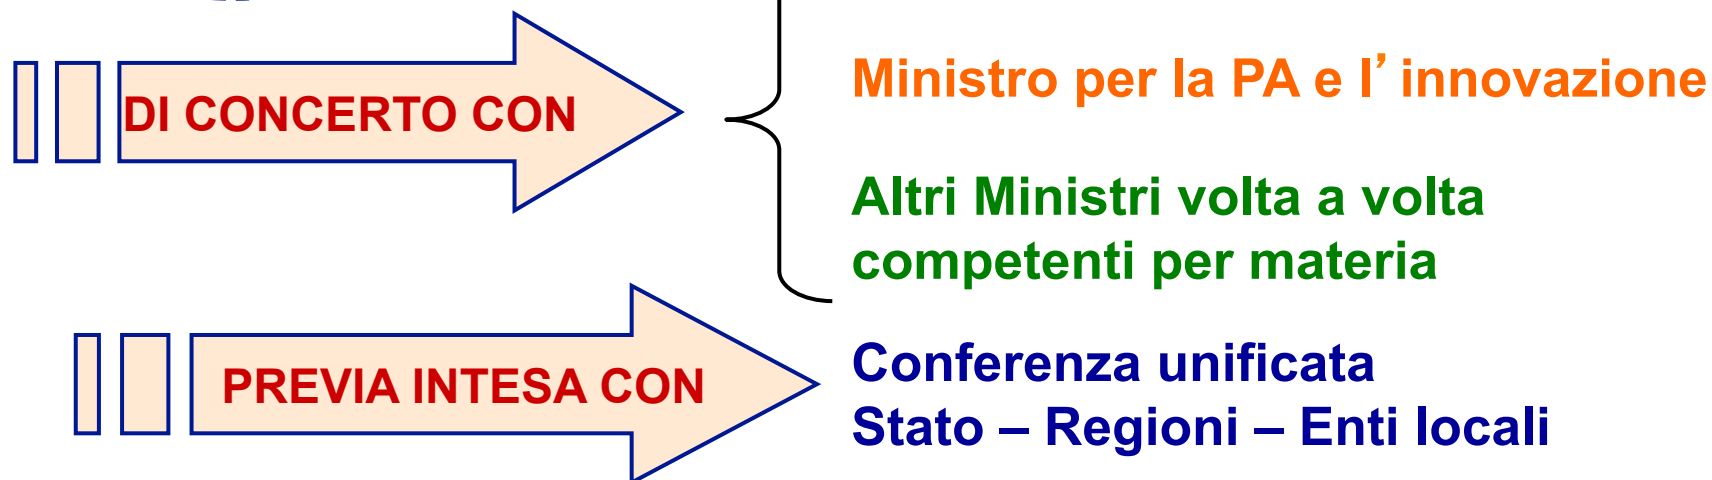 DI CONCERTO CON
Ministro per la PA e l’ innovazione
Altri Ministri volta a volta
competenti per materia
PREVIA INTESA CON
Conferenza unificata
Stato – Regioni – Enti locali